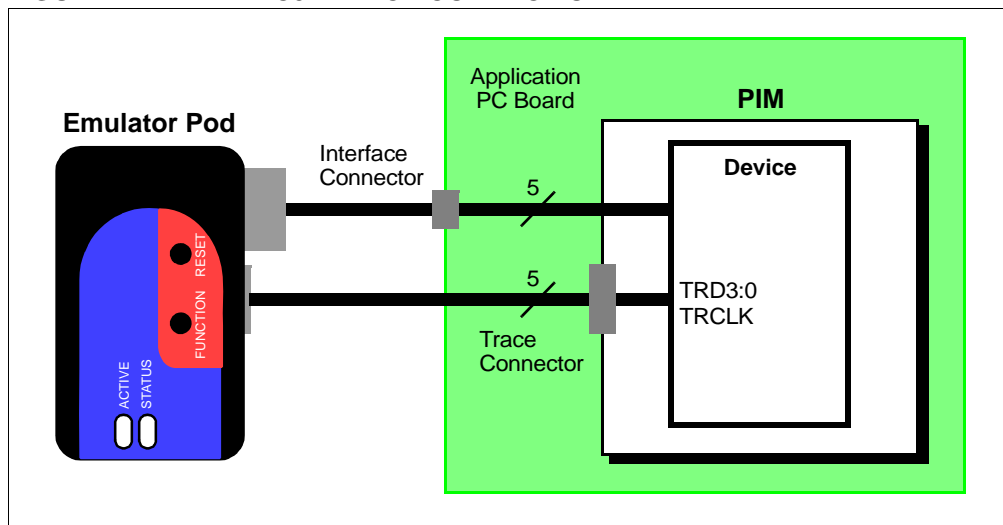 Application
PC Board
PIM
Emulator Pod
Interface
Connector
Device
5
RESET
FUNCTION
5
TRD3:0
TRCLK
Trace
Connector
ACTIVE
STATUS